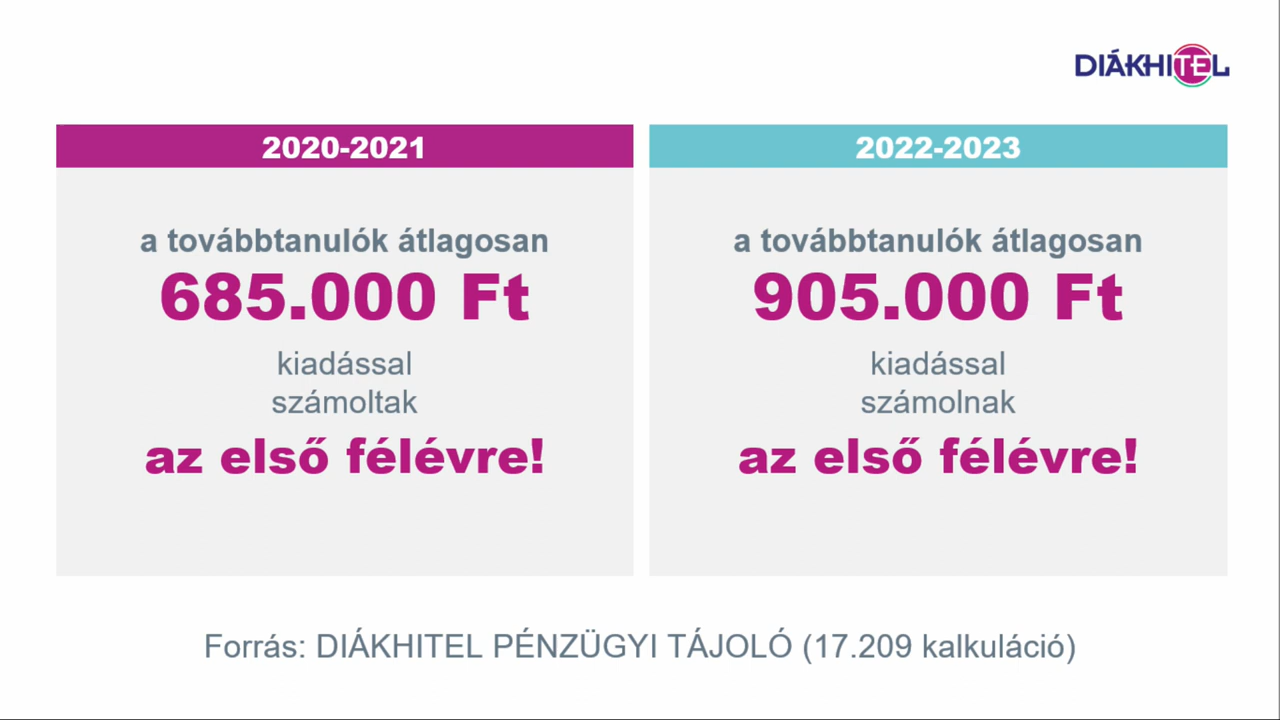 DIÁKHITEL
2020-2021
a továbbtanulók átlagosan
685.000 Ft
kiadással
számoltak
az első félévre!
2022-2023
a továbbtanulók átlagosan
905.000 Ft
kiadással
számolnak
az első félévre!
Forrás: DIÁKHITEL PÉNZÜGYI TÁJOLÓ (17.209 kalkuláció)